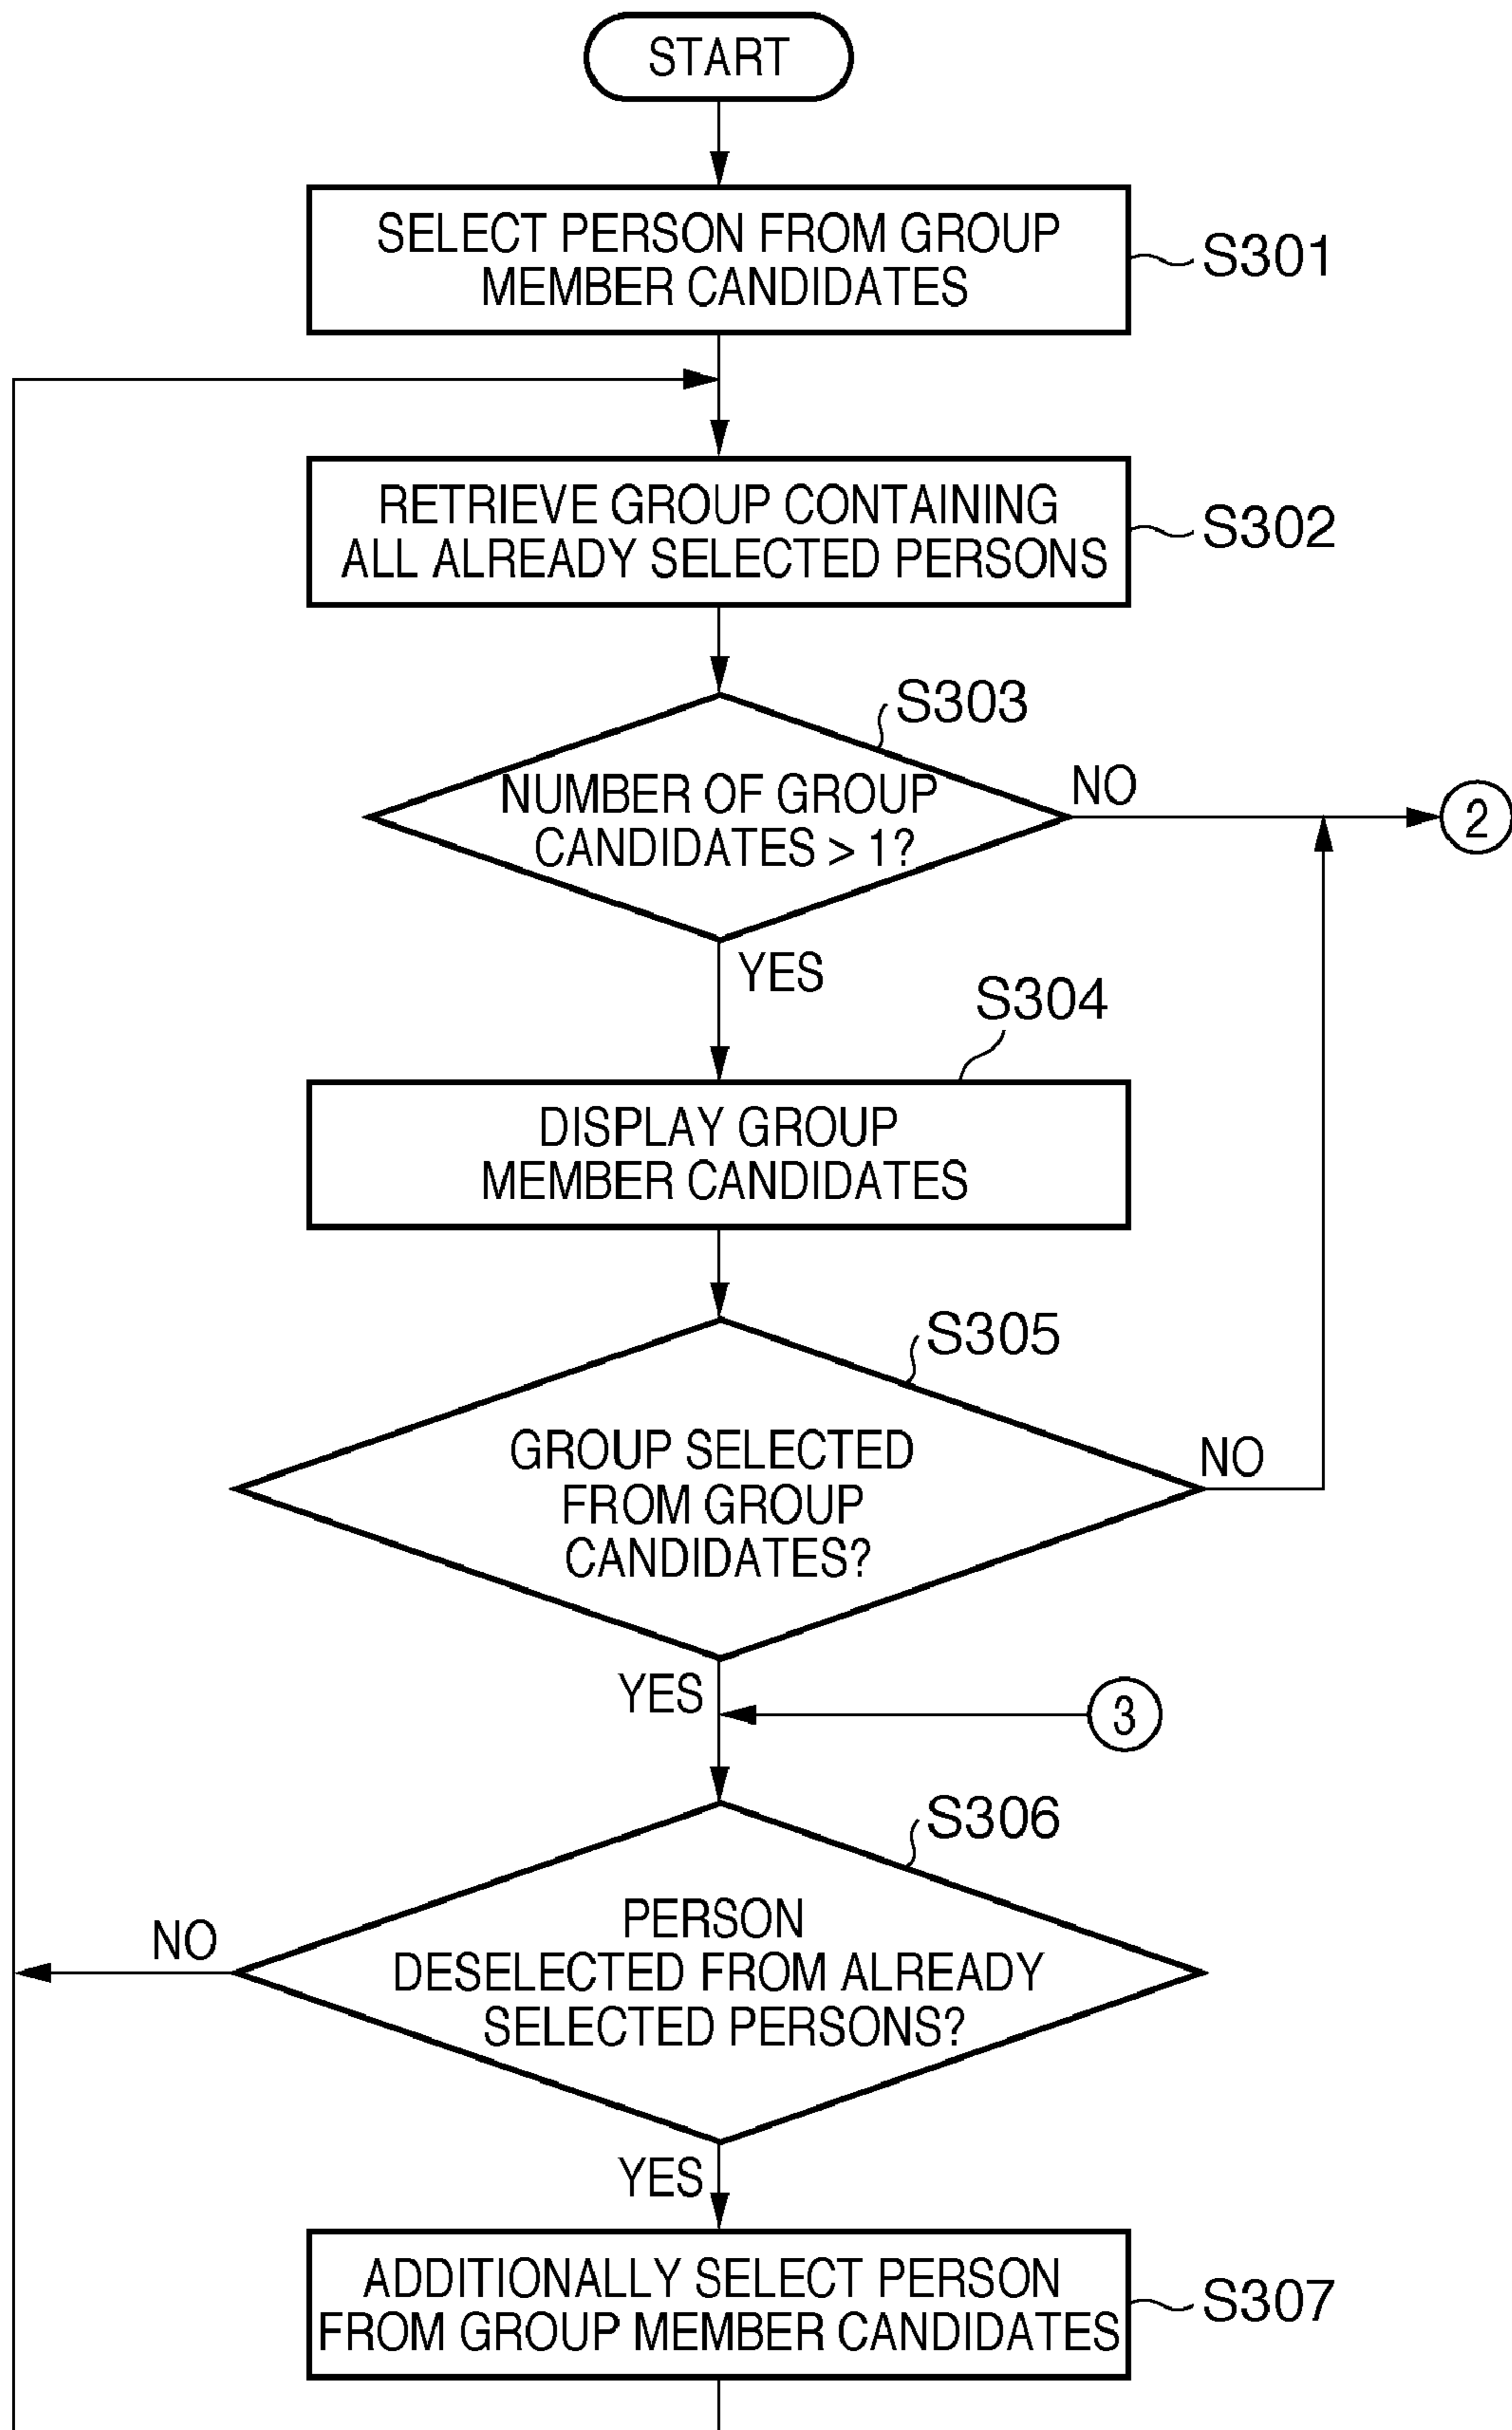 START
SELECT PERSON FROM GROUP
MEMBER CANDIDATES
S301
RETRIEVE GROUP CONTAINING
ALL ALREADY SELECTED PERSONS
S302
S303
NUMBER OF GROUP
CANDIDATES > 1?
NO
2
YES
S304
DISPLAY GROUP
MEMBER CANDIDATES
S305
GROUP SELECTED
FROM GROUP
CANDIDATES?
NO
YES
3
S306
PERSON
DESELECTED FROM ALREADY
SELECTED PERSONS?
NO
YES
ADDITIONALLY SELECT PERSON
FROM GROUP MEMBER CANDIDATES
S307